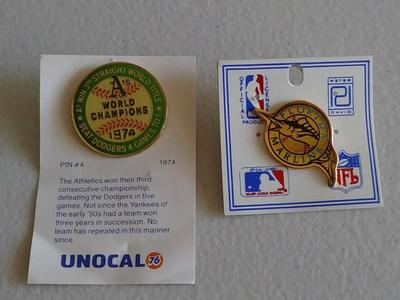 A's WIN 3RD STRAIGHT WORLD TITLE
A's
WORLD
CHAMPIONS
1974
BEAT DODGERS 4 GAMES TO 1
PIN #4 1974
The Athletics won their third
consecutive championship,
defeating the Dodgers in five
games. Not since the Yankees of
the early '50s had a team won
three years in succession. No
team has repeated in this manner
since.
UNOCAL 76
OFFICIAL
LICENSED
PRODUCT
NBA
PETER
DAVID
FLORIDA
MARLINS
NFL